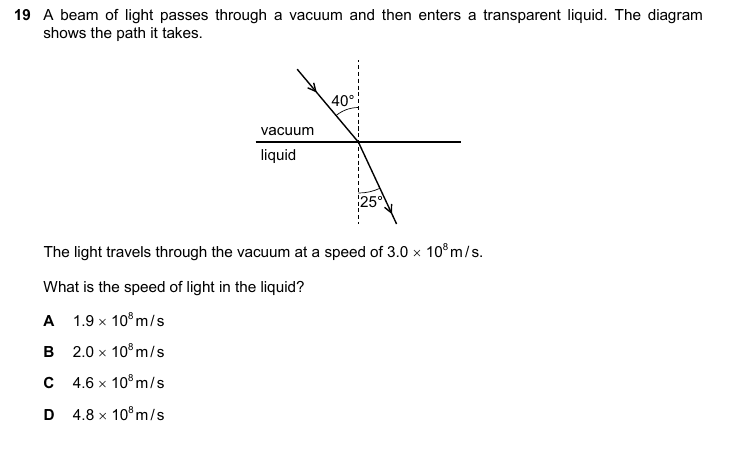 19 A beam of light passes through a vacuum and then enters a transparent liquid. The diagram
shows the path it takes.
40°
vacuum
liquid
25°
The light travels through the vacuum at a speed of 3.0 × 10⁸ m / s.
What is the speed of light in the liquid?
A 1.9 × 10⁸ m / s
B 2.0 × 10⁸ m / s
C 4.6 × 10⁸ m / s
D 4.8 × 10⁸ m / s